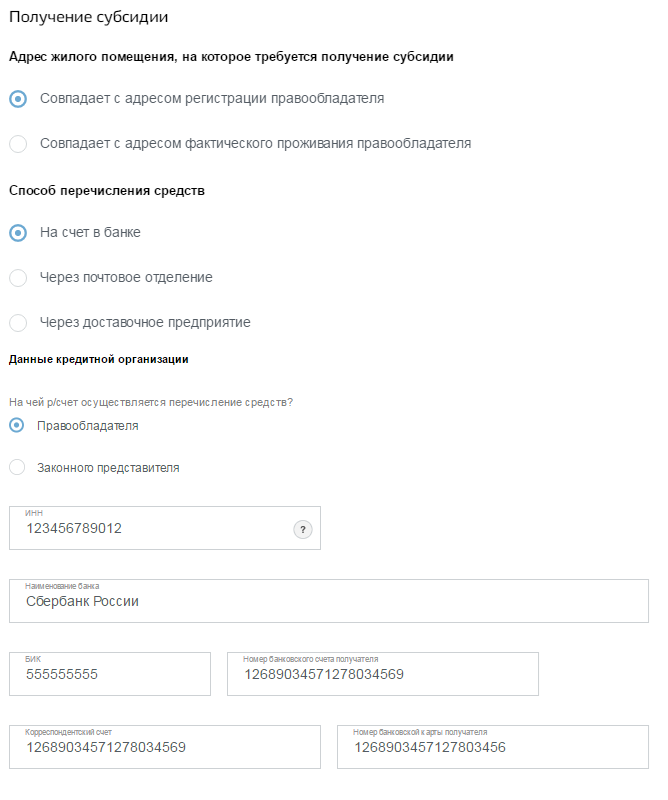 Получение субсидии
Адрес жилого помещения, на которое требуется получение субсидии
Совпадает с адресом регистрации правообладателя
Совпадает с адресом фактического проживания правообладателя
Способ перечисления средств
На счет в банке
Через почтовое отделение
Через доставочное предприятие
Данные кредитной организации
На чей р/счет осуществляется перечисление средств?
Правообладателя
Законного представителя
ИНН
123456789012 ?
Наименование банка
Сбербанк России
БИК Номер банковского счета получателя
555555555 12689034571278034569
Корреспондентский счет Номер банковской карты получателя
12689034571278034569 1268903457127803456